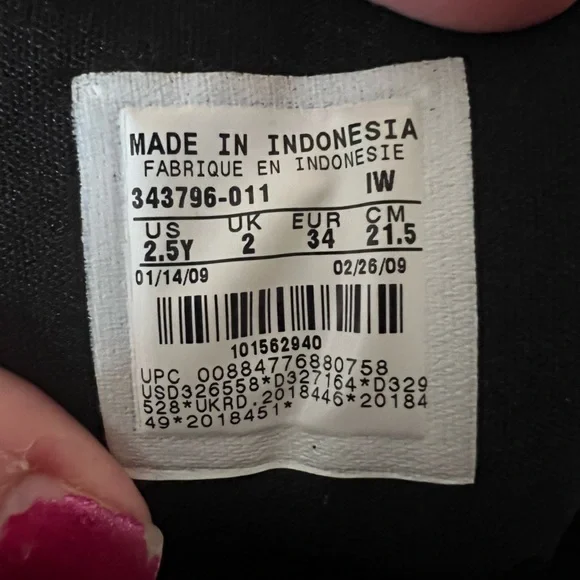 MADE IN INDONESIA
FABRIQUE EN INDONESIE
343796-011 IW
US UK EUR CM
2.5Y 2 34 21.5
01/14/09 02/26/09
101562940
UPC 00884776880758
USD326558*D327164*D329
528*UKRD.2018446*20184
49*2018451*